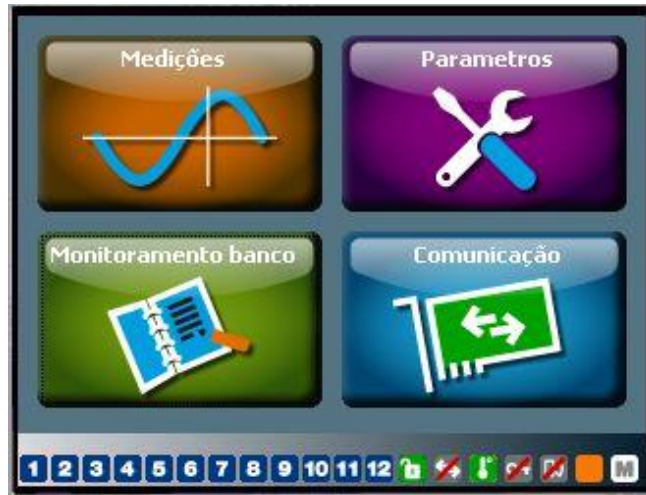 Medições
Parametros
Monitoramento banco
Comunicação
1 2 3 4 5 6 7 8 9 10 11 12 M